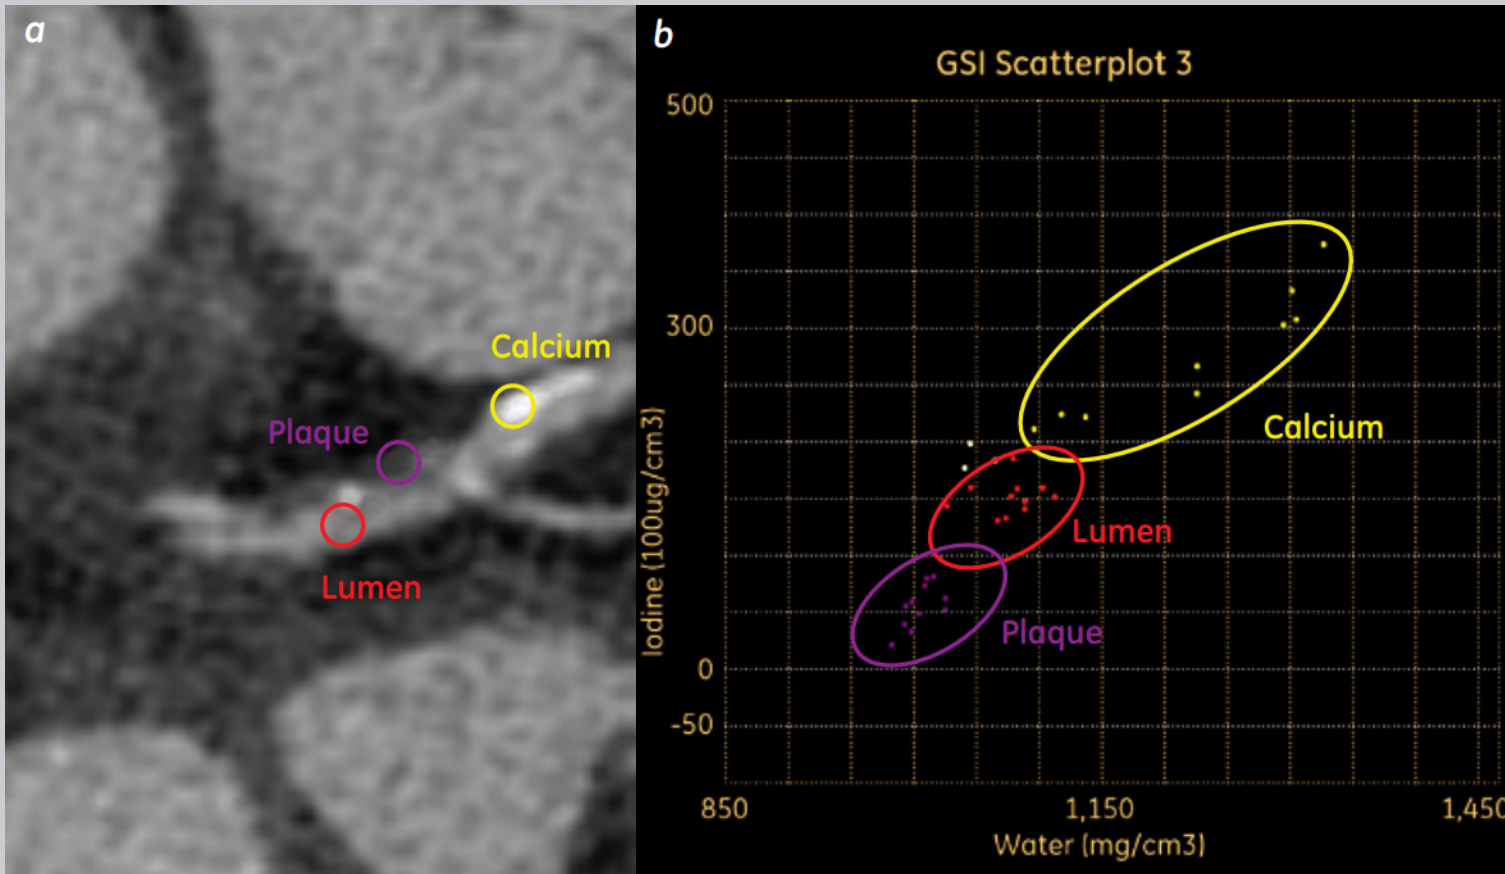 a
Calcium
Plaque
Lumen
b
GSI Scatterplot 3
500
300
0
-50
Iodine (100ug/cm3)
Calcium
Lumen
Plaque
850
1,150
1,450
Water (mg/cm3)